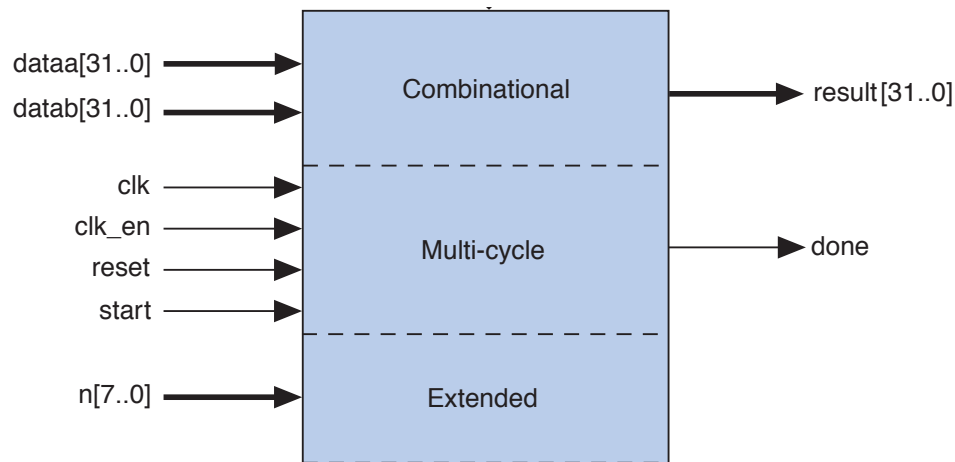 dataa[31..0]
datab[31..0]
Combinational
result[31..0]
clk
clk_en
reset
start
Multi-cycle
done
n[7..0]
Extended